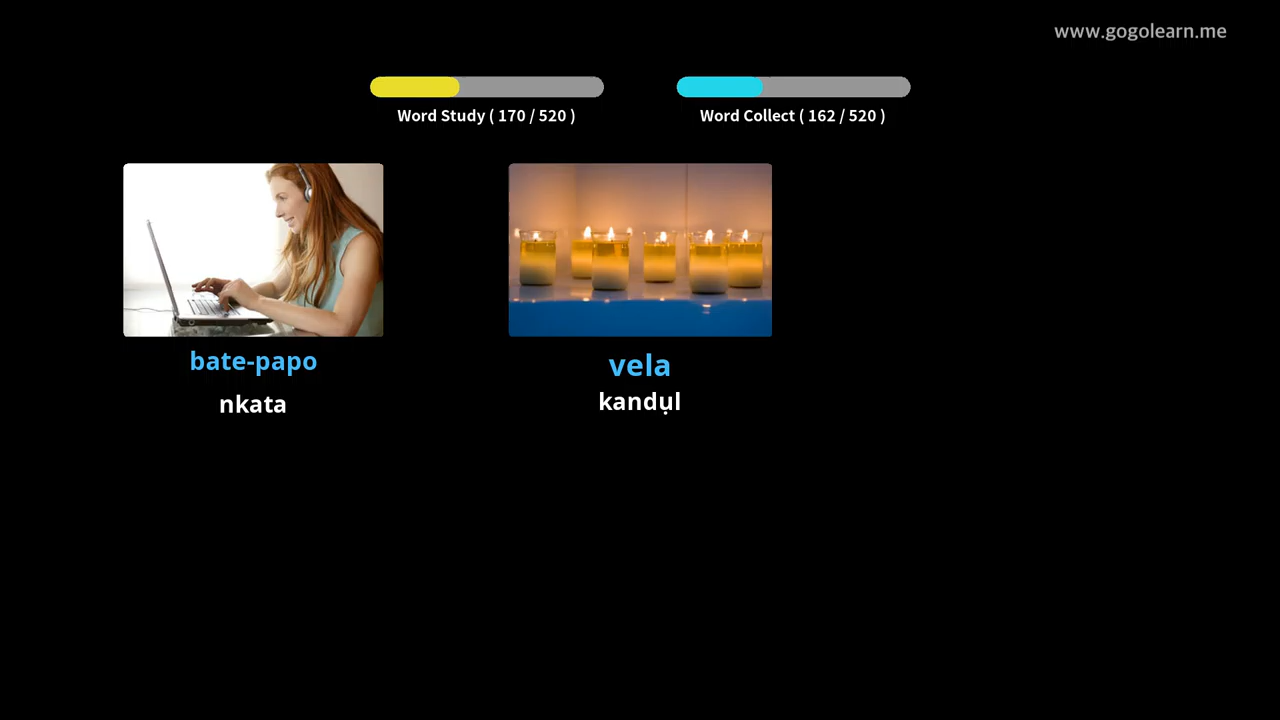 www.gogolearn.me
Word Study ( 170 / 520 )
Word Collect ( 162 / 520 )
bate-papo
nkata
vela
kandụl